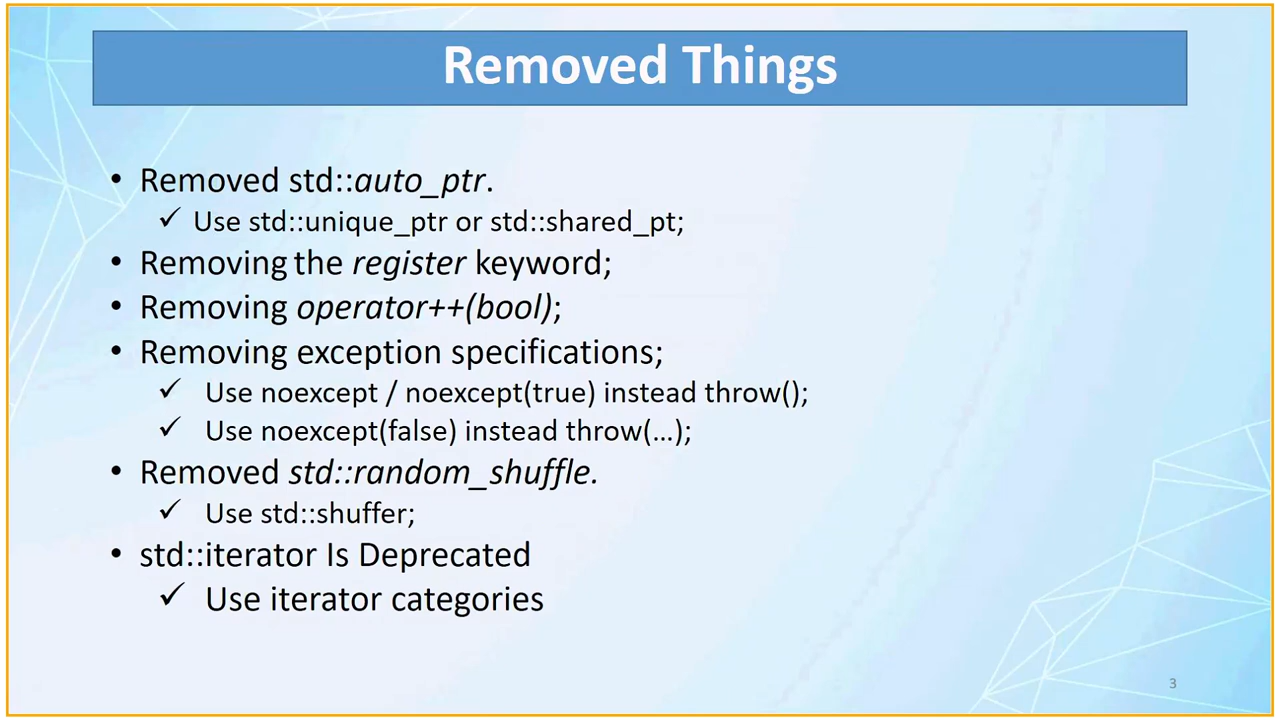 Removed Things
• Removed std::auto_ptr.
✓ Use std::unique_ptr or std::shared_pt;
• Removing the register keyword;
• Removing operator++(bool);
• Removing exception specifications;
✓ Use noexcept / noexcept(true) instead throw();
✓ Use noexcept(false) instead throw(…);
• Removed std::random_shuffle.
✓ Use std::shuffer;
• std::iterator Is Deprecated
✓ Use iterator categories
3